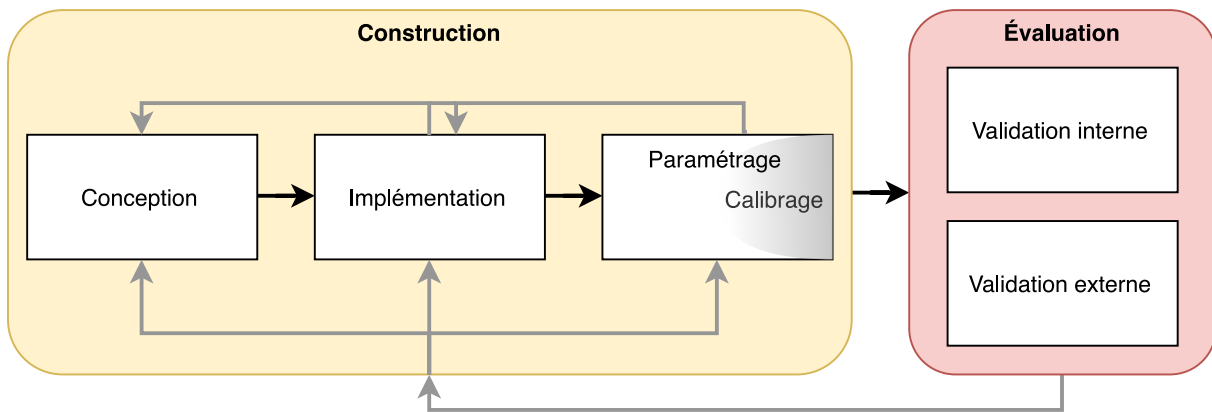 Construction
Conception
Implémentation
Paramétrage
Calibrage
Évaluation
Validation interne
Validation externe